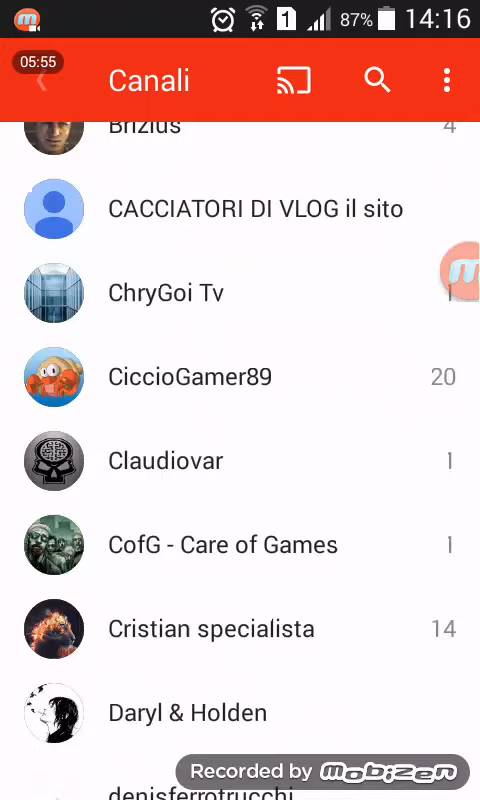 m 1 87% 14:16
05:55
Canali
Brizius 4
CACCIATORI DI VLOG il sito
ChryGoi Tv 1
m
CiccioGamer89 20
Claudiovar 1
CofG - Care of Games 1
Cristian specialista 14
Daryl & Holden
Recorded by mobizen
denisferrotrucchi